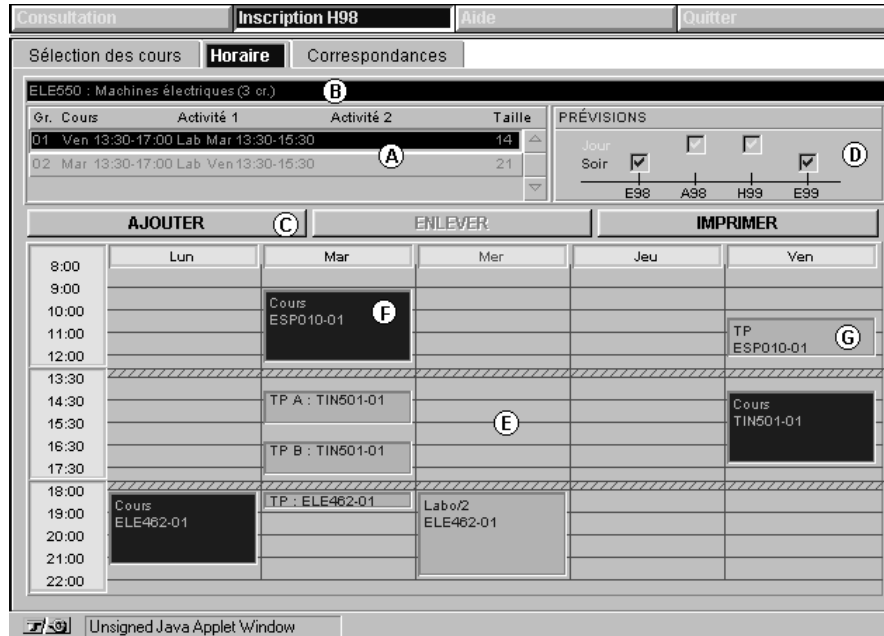 Consultation Inscription H98 Aide Quitter
Sélection des cours Horaire Correspondances
ELE550 : Machines électriques (3 cr.) B
Gr. Cours Activité 1 Activité 2 Taille
01 Ven 13:30-17:00 Lab Mar 13:30-15:30 14
02 Mar 13:30-17:00 Lab Ven 13:30-15:30 21
A
PRÉVISIONS
Jour
Soir
D
E98 A98 H99 E99
AJOUTER C ENLEVER IMPRIMER
Lun Mar Mer Jeu Ven
8:00
9:00
10:00
11:00
12:00
13:30
14:30
15:30
16:30
17:30
18:00
19:00
20:00
21:00
22:00
Cours
ESP010-01
F
TP
ESP010-01
G
TP A : TIN501-01
Cours
TIN501-01
E
TP B : TIN501-01
Cours
ELE462-01
TP : ELE462-01
Labo/2
ELE462-01
Unsigned Java Applet Window